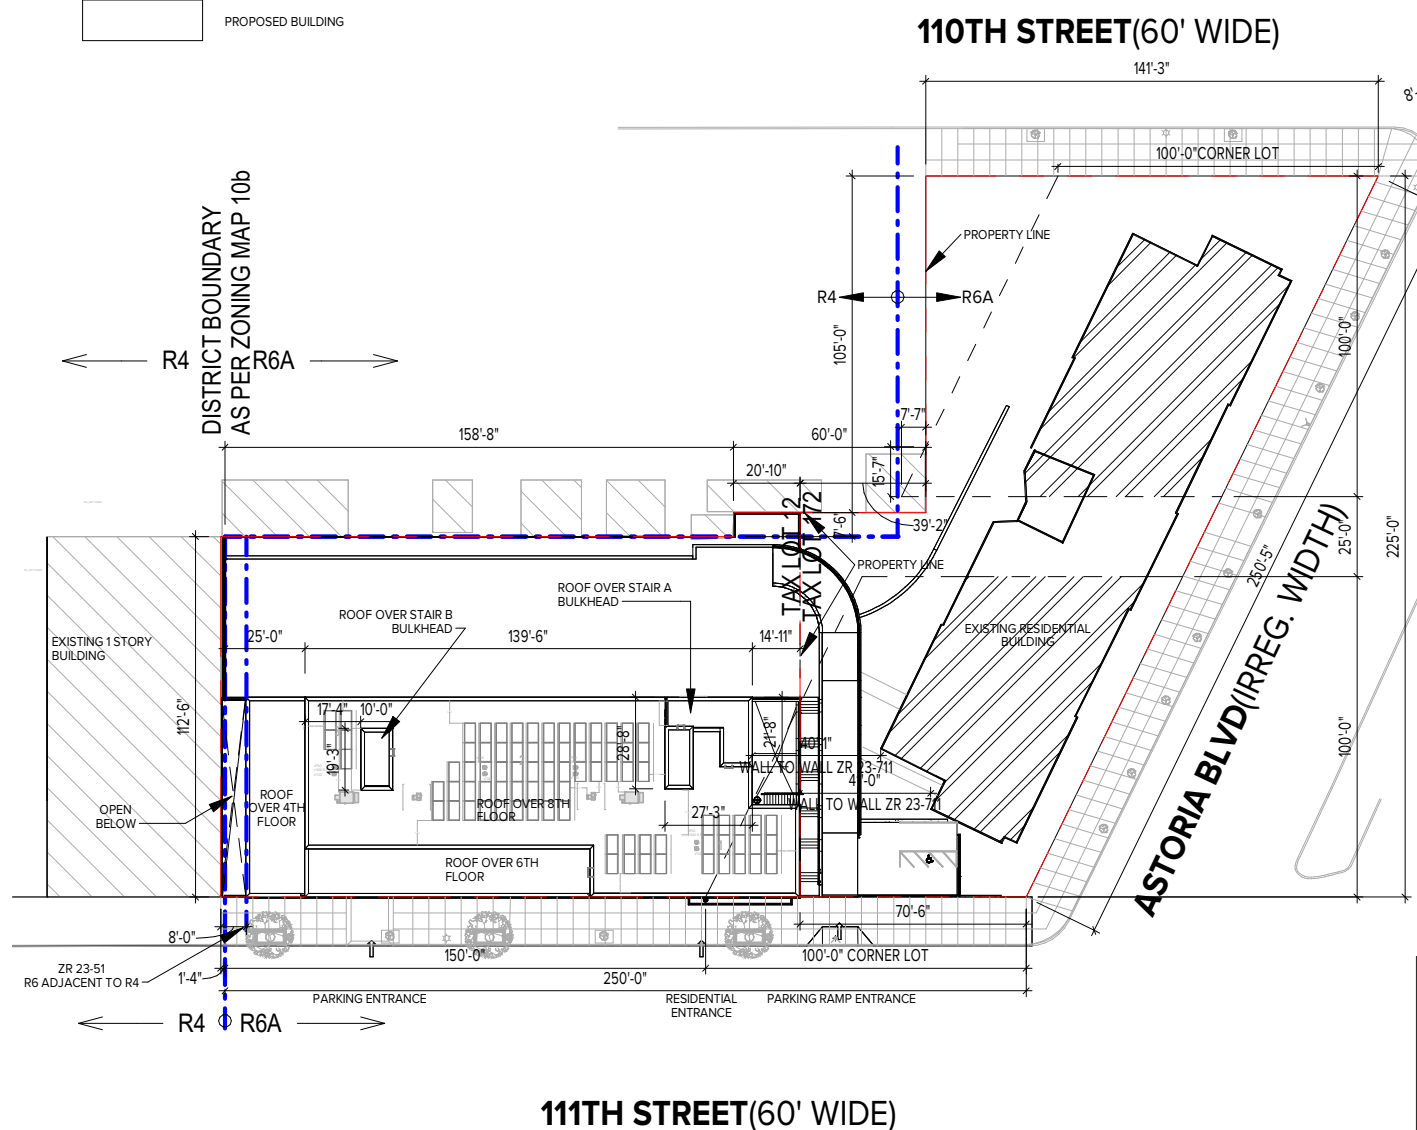 PROPOSED BUILDING
110TH STREET(60' WIDE)
141'-3"
8'-
100'-0"CORNER LOT
DISTRICT BOUNDARY
AS PER ZONING MAP 10b
PROPERTY LINE
R4
R6A
105'-0"
100'-0"
R4
R6A
7'-7"
158'-8"
60'-0"
20'-10"
15'-7"
7'-6"
39'-2"
TAX LOT 12
TAX LOT 172
PROPERTY LINE
25'-0"
225'-0"
250'-5"
ROOF OVER STAIR A
BULKHEAD
ROOF OVER STAIR B
BULKHEAD
EXISTING 1 STORY
BUILDING
25'-0"
139'-6"
14'-11"
EXISTING RESIDENTIAL
BUILDING
ASTORIA BLVD(IRREG. WIDTH)
112'-6"
17'-4"
10'-0"
19'-3"
28'-8"
21'-8"
40'-1"
WALL TO WALL ZR 23-711
WALL TO WALL ZR 23-711
100'-0"
OPEN
BELOW
ROOF
OVER 4TH
FLOOR
ROOF OVER 8TH
FLOOR
27'-3"
ROOF OVER 6TH
FLOOR
70'-6"
8'-0"
ZR 23-51
R6 ADJACENT TO R4
1'-4"
150'-0"
100'-0" CORNER LOT
250'-0"
PARKING ENTRANCE
RESIDENTIAL
ENTRANCE
PARKING RAMP ENTRANCE
R4
R6A
111TH STREET(60' WIDE)